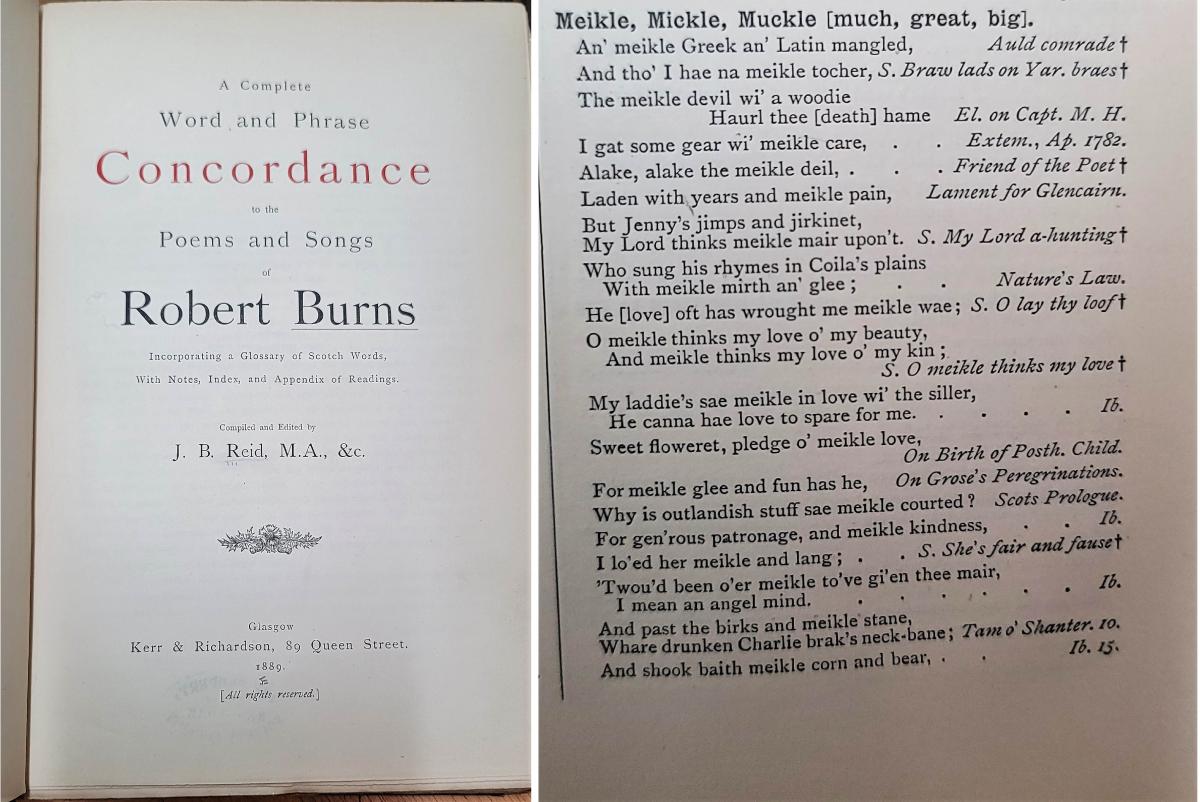 A Complete
Word and Phrase
Concordance
to the
Poems and Songs
of
Robert Burns
Incorporating a Glossary of Scotch Words,
With Notes, Index, and Appendix of Readings.
Compiled and Edited by
J. B. Reid, M.A., &c.
Glasgow
Kerr & Richardson, 89 Queen Street.
1889.
[All rights reserved.]
Meikle, Mickle, Muckle [much, great, big].
An' meikle Greek an' Latin mangled, Auld comrade†
And tho' I hae na meikle tocher, S. Braw lads on Yar. braes†
The meikle devil wi' a woodie
Haurl thee [death] hame El. on Capt. M. H.
I gat some gear wi' meikle care, . . Extem., Ap. 1782.
Alake, alake the meikle deil, . . . Friend of the Poet†
Laden with years and meikle pain, Lament for Glencairn.
But Jenny's jimps and jirkinet,
My Lord thinks meikle mair upon't. S. My Lord a-hunting†
Who sung his rhymes in Coila's plains
With meikle mirth an' glee ; . . Nature's Law.
He [love] oft has wrought me meikle wae; S. O lay thy loof†
O meikle thinks my love o' my beauty,
And meikle thinks my love o' my kin ;
S. O meikle thinks my love†
My laddie's sae meikle in love wi' the siller,
He canna hae love to spare for me. . . . . Ib.
Sweet floweret, pledge o' meikle love,
On Birth of Posth. Child.
For meikle glee and fun has he, On Grose's Peregrinations.
Why is outlandish stuff sae meikle courted ? Scots Prologue.
For gen'rous patronage, and meikle kindness, . . Ib.
I lo'ed her meikle and lang ; . . S. She's fair and fause†
'Twou'd been o'er meikle to've gi'en thee mair,
I mean an angel mind. . . . . . . Ib.
And past the birks and meikle stane,
Whare drunken Charlie brak's neck-bane; Tam o' Shanter. 10.
And shook baith meikle corn and bear, . . Ib. 15.